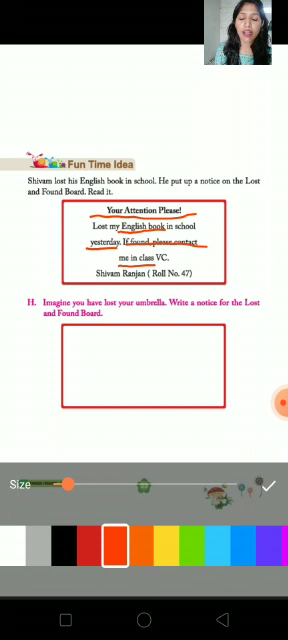 Fun Time Idea
Shivam lost his English book in school. He put up a notice on the Lost
and Found Board. Read it.
Your Attention Please!
Lost my English book in school
yesterday. If found, please contact
me in class VC.
Shivam Ranjan ( Roll No. 47)
H. Imagine you have lost your umbrella. Write a notice for the Lost
and Found Board.
Size